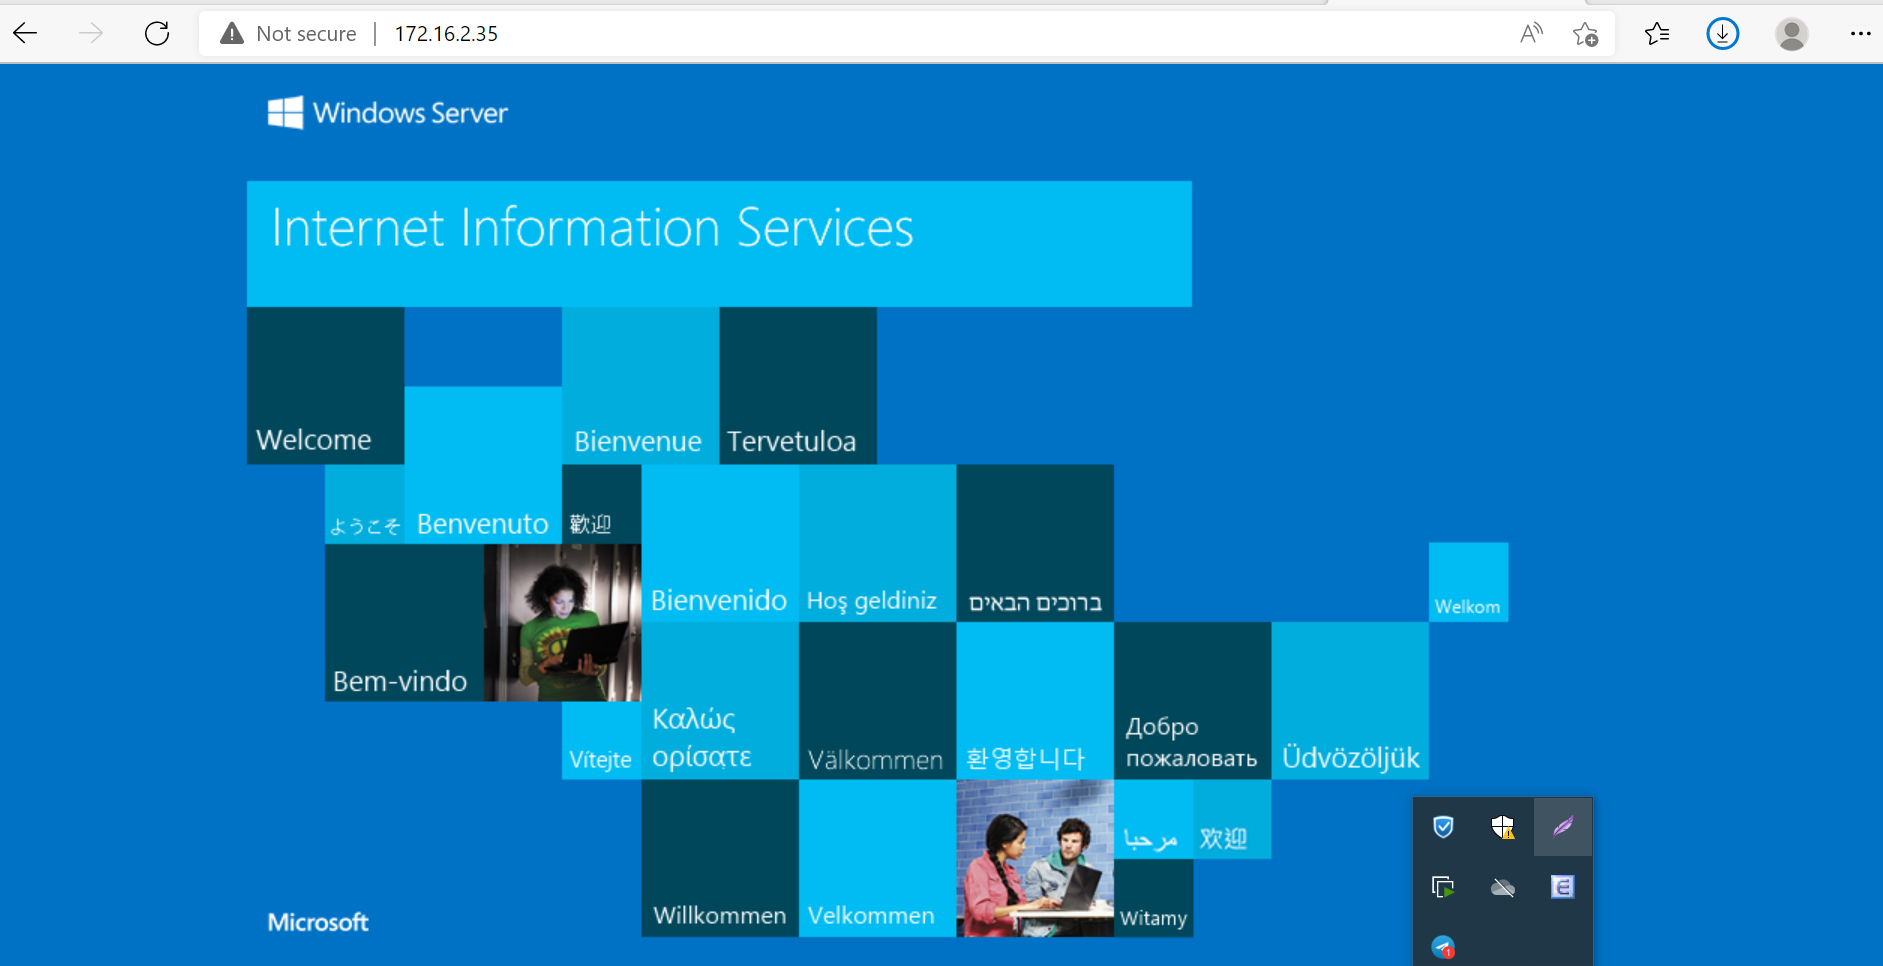 Not secure
172.16.2.35
Windows Server
Internet Information Services
Welcome
Bienvenue
Tervetuloa
ようこそ
Benvenuto
歡迎
Bienvenido
Hoş geldiniz
ברוכים הבאים
Welkom
Bem-vindo
Vítejte
Καλώς
ορίσατε
Välkommen
환영합니다
Добро
пожаловать
Üdvözöljük
Willkommen
Velkommen
مرحبا
欢迎
Witamy
Microsoft
1